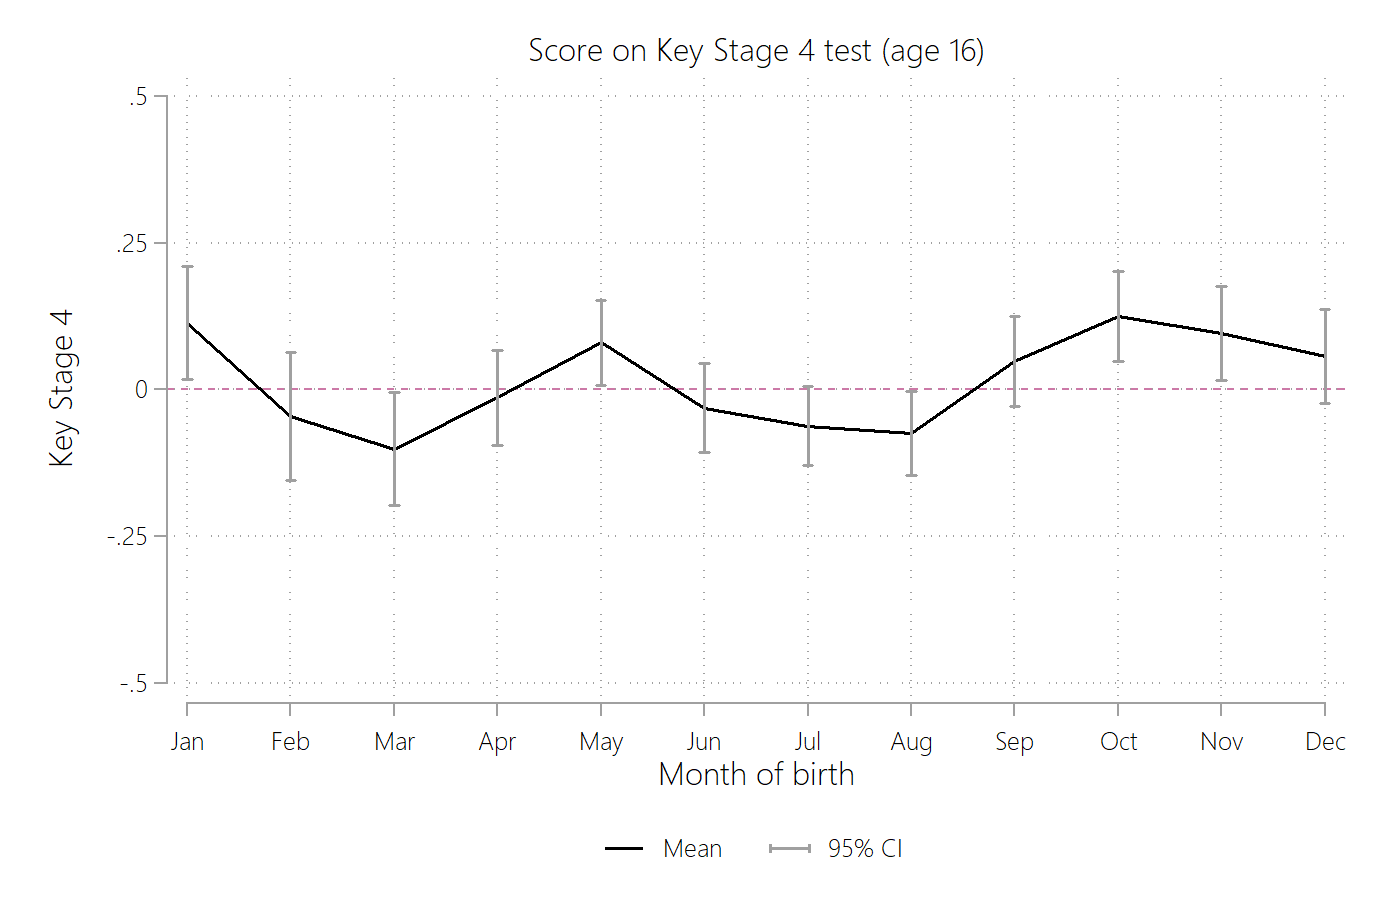 Score on Key Stage 4 test (age 16)
Key Stage 4
.5
.25
0
-.25
-.5
Jan Feb Mar Apr May Jun Jul Aug Sep Oct Nov Dec
Month of birth
Mean 95% CI